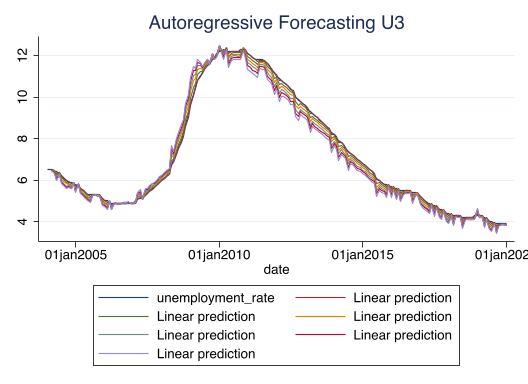 Autoregressive Forecasting U3
12
10
8
6
4
01jan2005 01jan2010 01jan2015 01jan202
date
unemployment_rate Linear prediction
Linear prediction Linear prediction
Linear prediction Linear prediction
Linear prediction